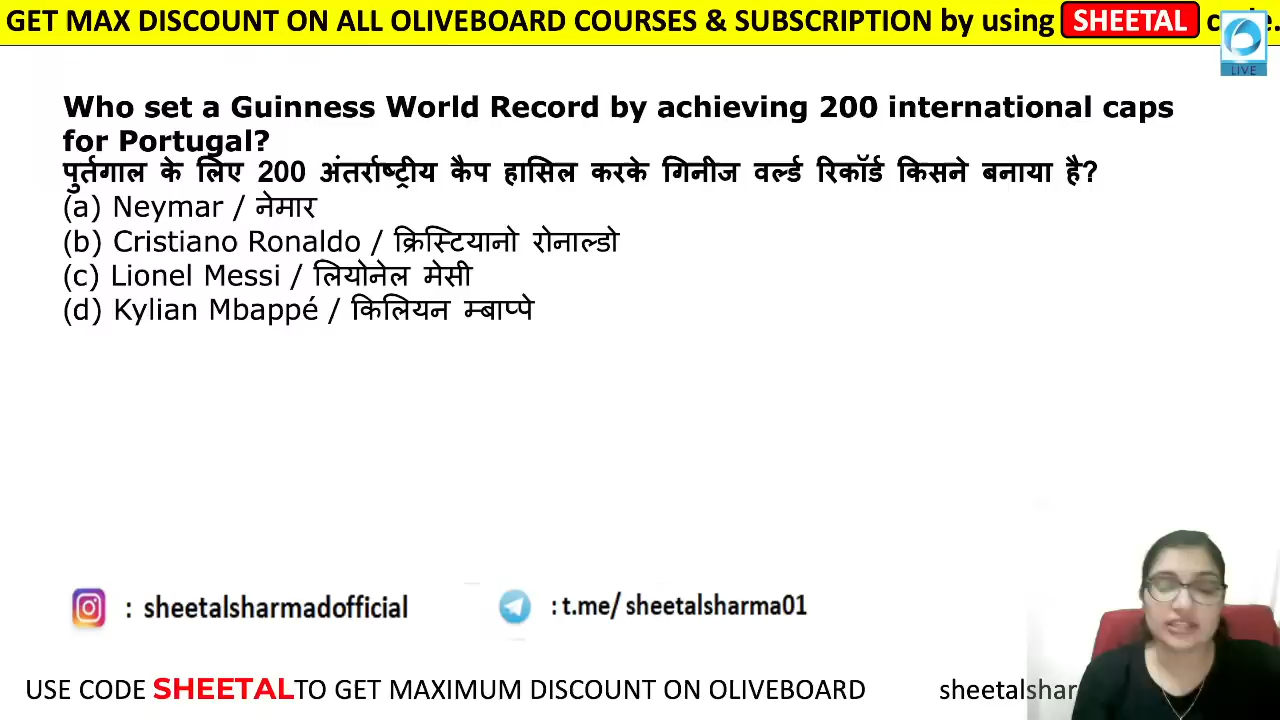 GET MAX DISCOUNT ON ALL OLIVEBOARD COURSES & SUBSCRIPTION by using SHEETAL
LIVE
Who set a Guinness World Record by achieving 200 international caps
for Portugal?
पुर्तगाल के लिए 200 अंतर्राष्ट्रीय कैप हासिल करके गिनीज वर्ल्ड रिकॉर्ड किसने बनाया है?
(a) Neymar / नेमार
(b) Cristiano Ronaldo / क्रिस्टियानो रोनाल्डो
(c) Lionel Messi / लियोनेल मेसी
(d) Kylian Mbappé / किलियन म्बाप्पे
: sheetalsharmadofficial
: t.me/ sheetalsharma01
USE CODE SHEETAL TO GET MAXIMUM DISCOUNT ON OLIVEBOARD
sheetalshar